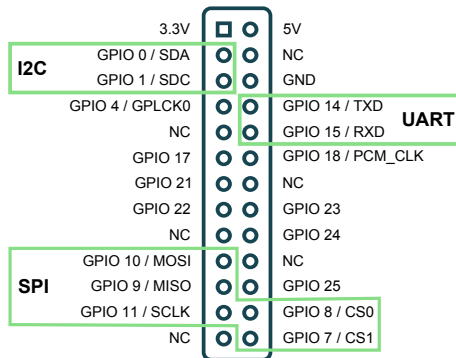 3.3V 5V
GPIO 0 / SDA NC
I2C
GPIO 1 / SDC GND
GPIO 4 / GPLCK0 GPIO 14 / TXD
UART
NC GPIO 15 / RXD
GPIO 17 GPIO 18 / PCM_CLK
GPIO 21 NC
GPIO 22 GPIO 23
NC GPIO 24
GPIO 10 / MOSI NC
SPI GPIO 9 / MISO GPIO 25
GPIO 11 / SCLK GPIO 8 / CS0
NC GPIO 7 / CS1